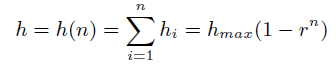 h = h(n) = \sum_{i=1}^{n} h_i = h_{max}(1 - r^n)